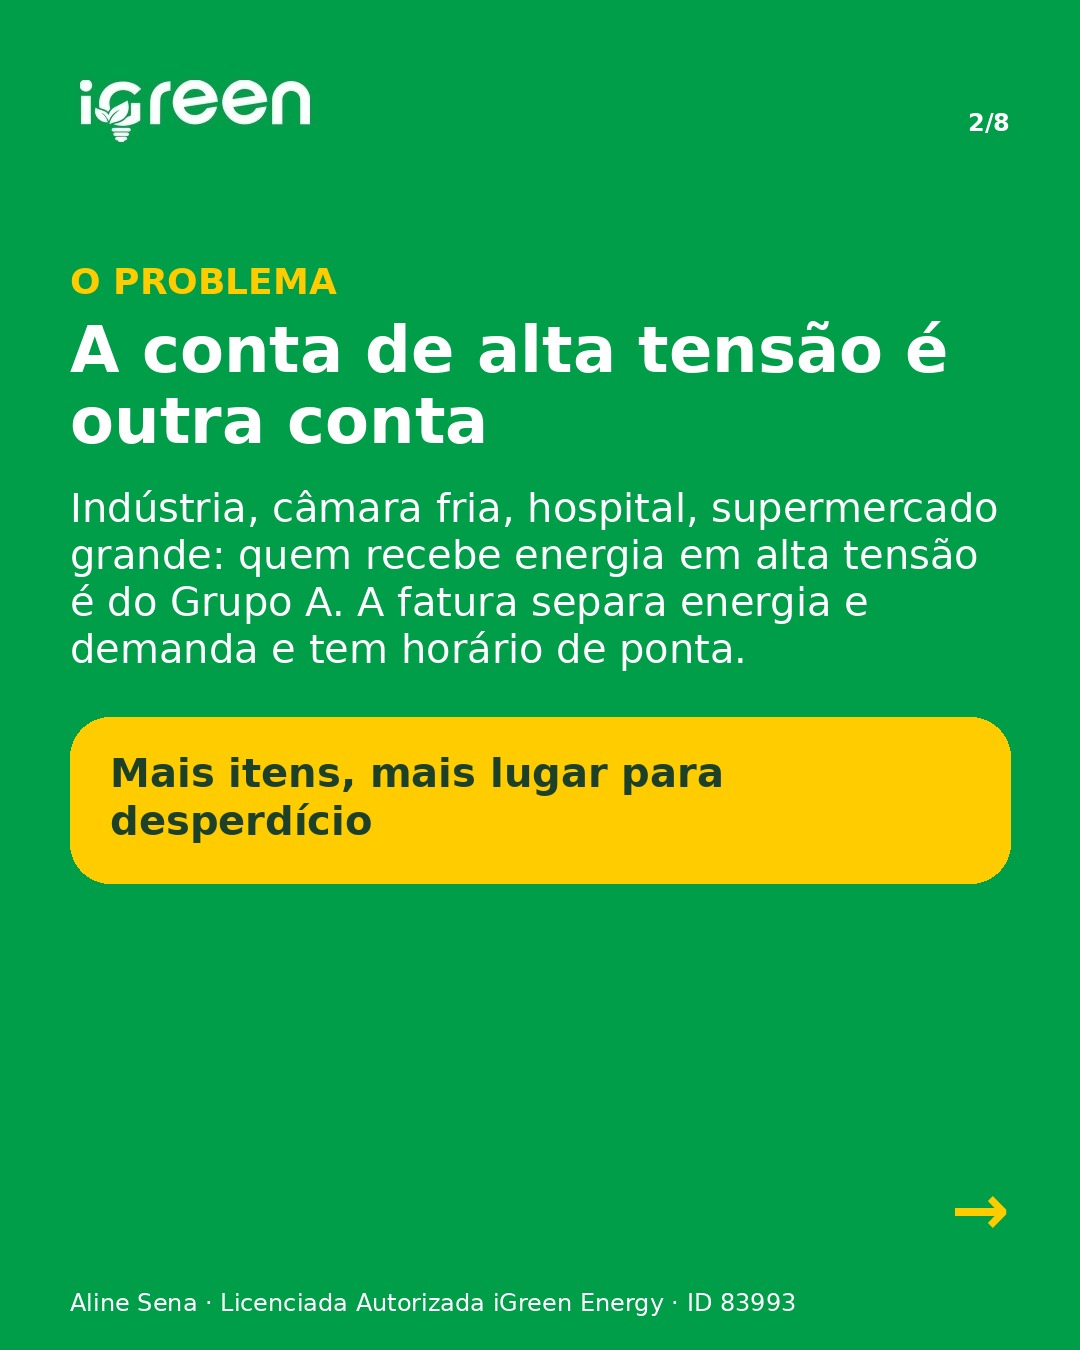 iGreen
2/8
O PROBLEMA
A conta de alta tensão é
outra conta
Indústria, câmara fria, hospital, supermercado
grande: quem recebe energia em alta tensão
é do Grupo A. A fatura separa energia e
demanda e tem horário de ponta.
Mais itens, mais lugar para
desperdício
→
Aline Sena · Licenciada Autorizada iGreen Energy · ID 83993